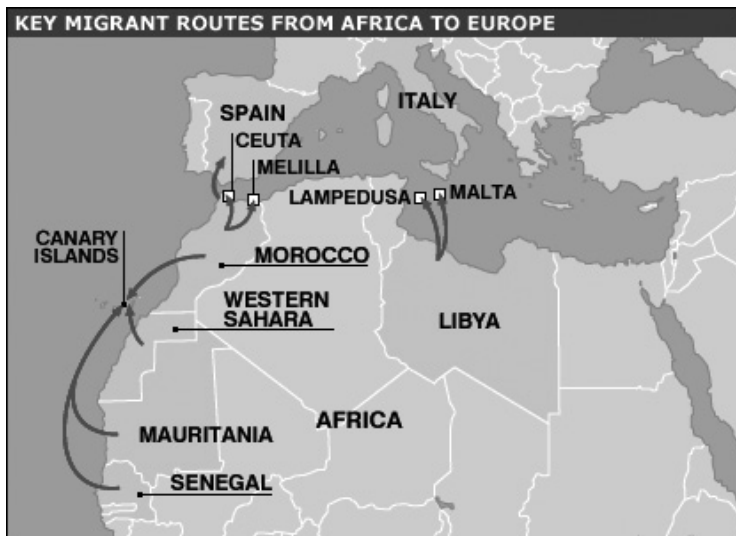 KEY MIGRANT ROUTES FROM AFRICA TO EUROPE
ITALY
SPAIN
CEUTA
MELILLA
LAMPEDUSA
MALTA
CANARY
ISLANDS
MOROCCO
WESTERN
SAHARA
LIBYA
AFRICA
MAURITANIA
SENEGAL